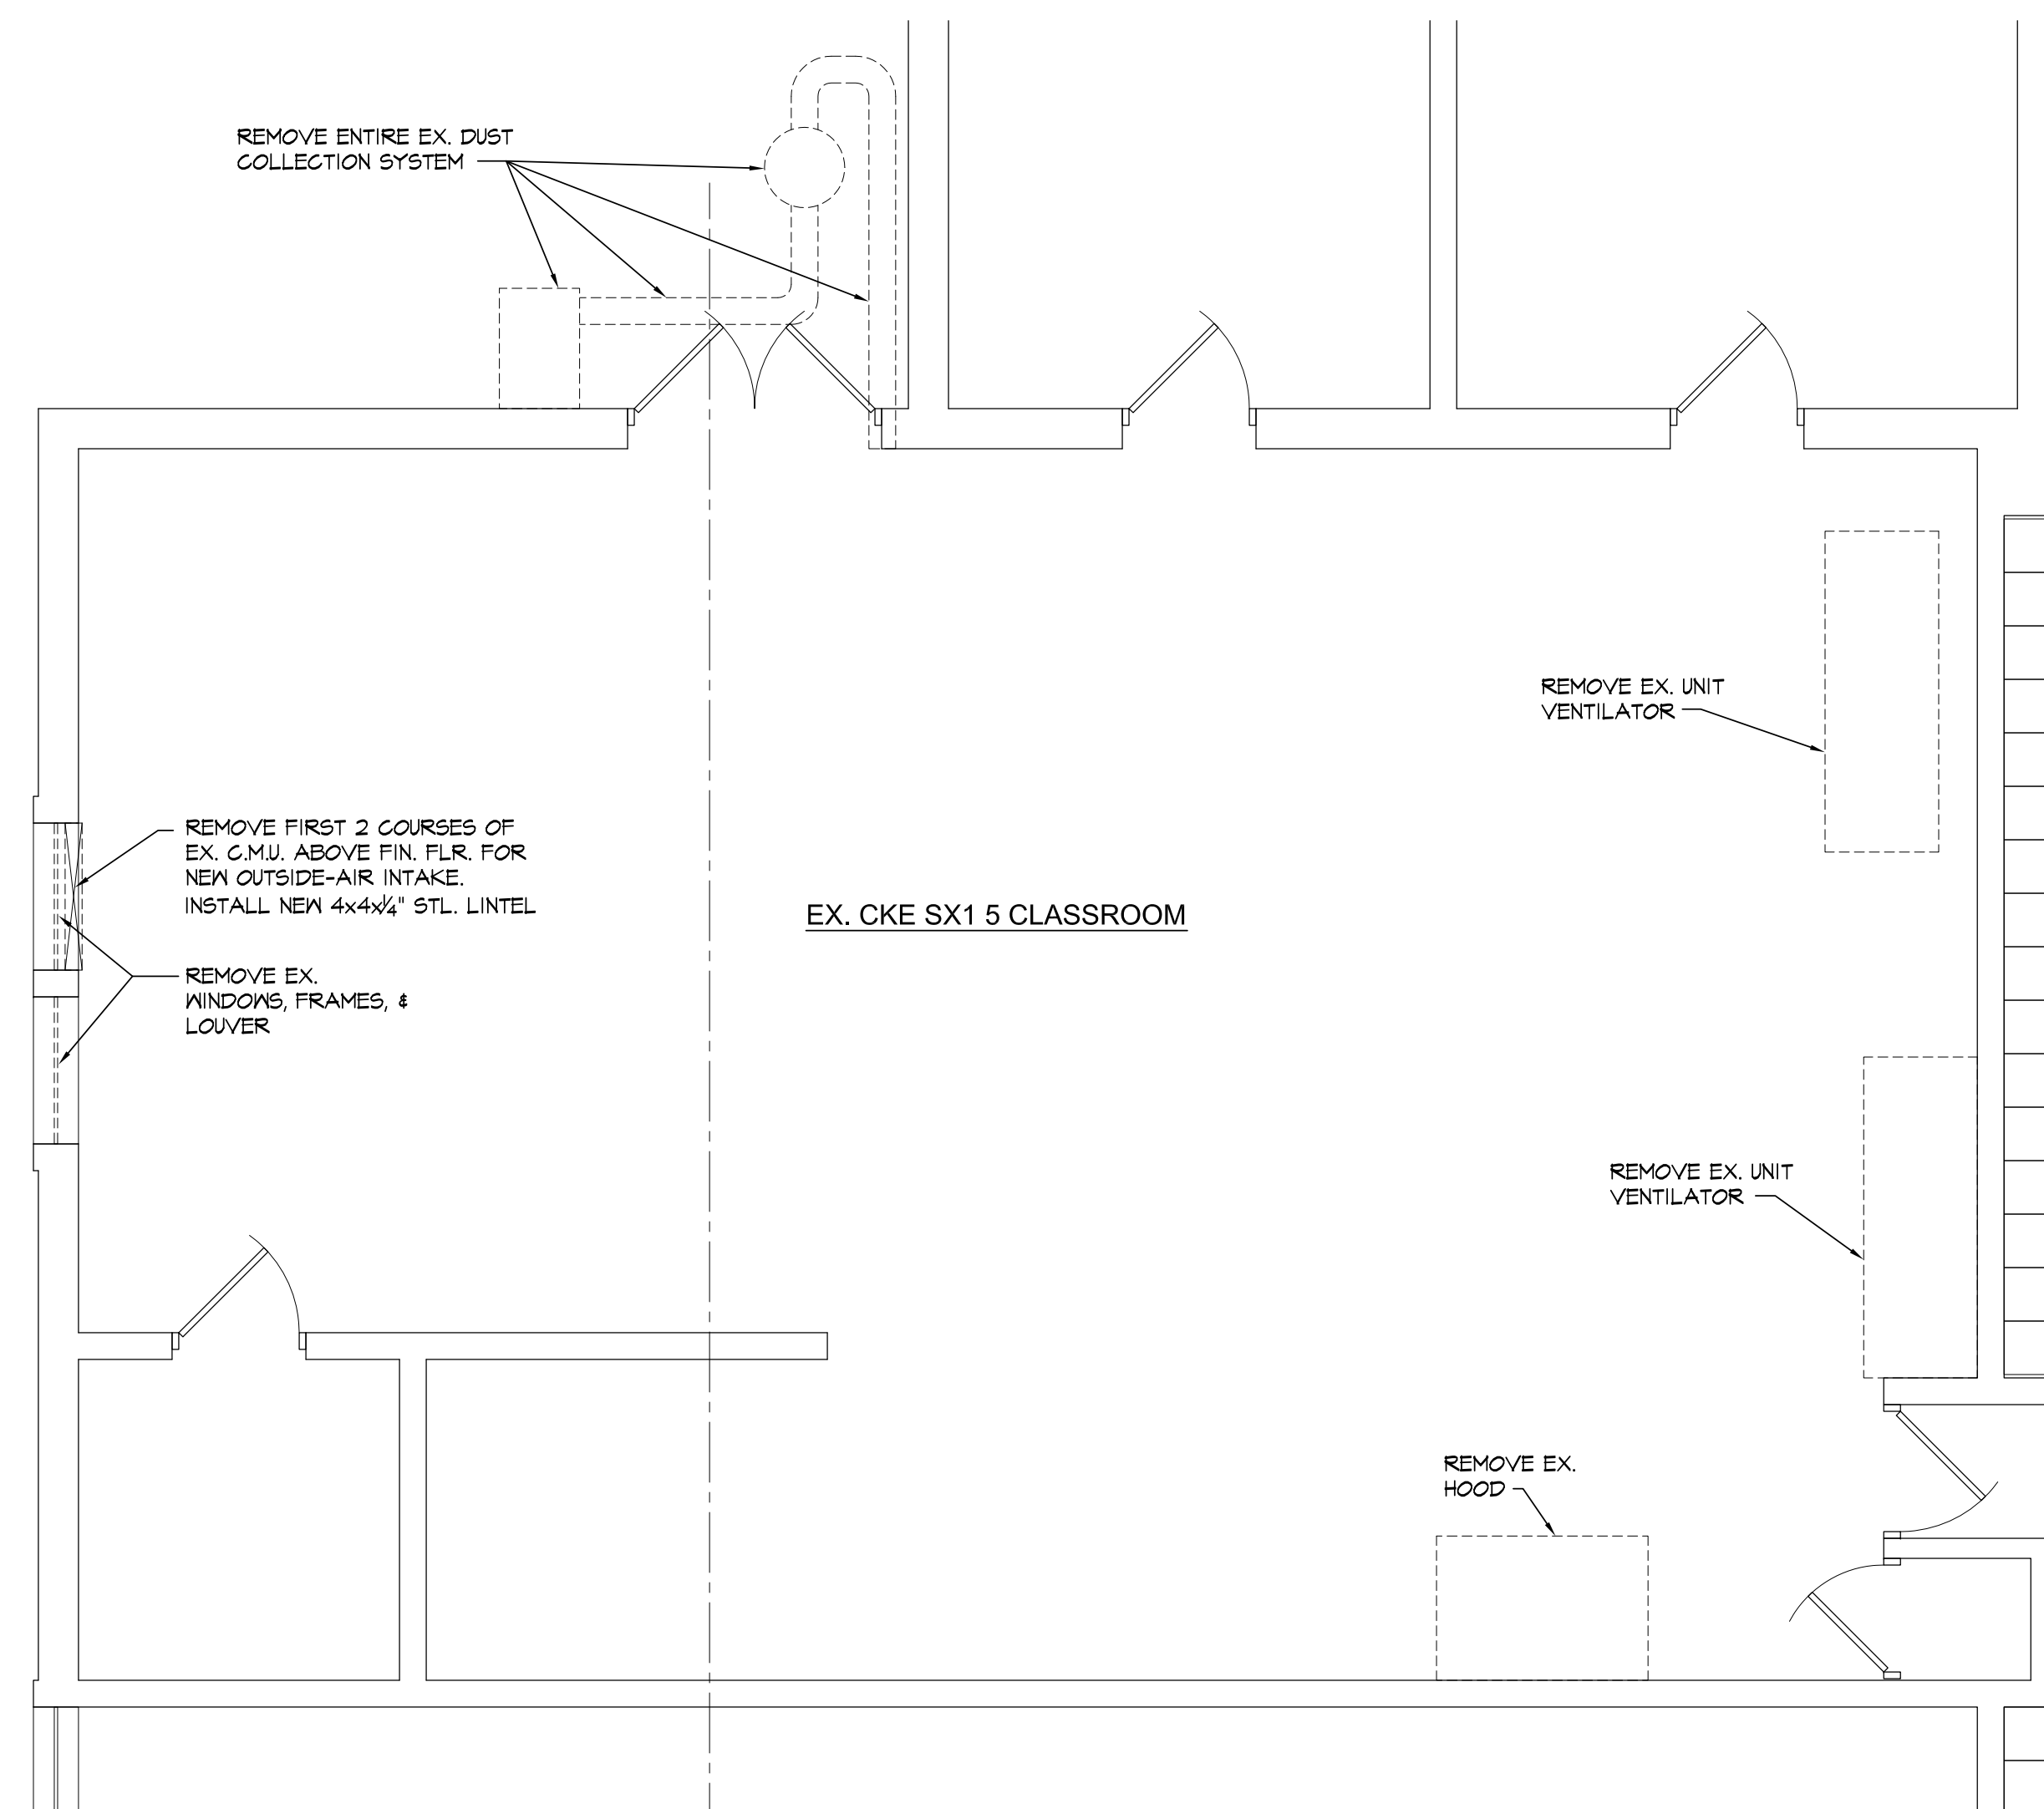 REMOVE ENTIRE EX. DUST
COLLECTION SYSTEM
REMOVE EX. UNIT
VENTILATOR
REMOVE FIRST 2 COURSES OF
EX. C.M.U. ABOVE FIN. FLR. FOR
NEW OUTSIDE-AIR INTAKE.
INSTALL NEW 4x4x1/4" STL. LINTEL
EX. CKE SX1 5 CLASSROOM
REMOVE EX.
WINDOWS, FRAMES, &
LOUVER
REMOVE EX. UNIT
VENTILATOR
REMOVE EX.
HOOD